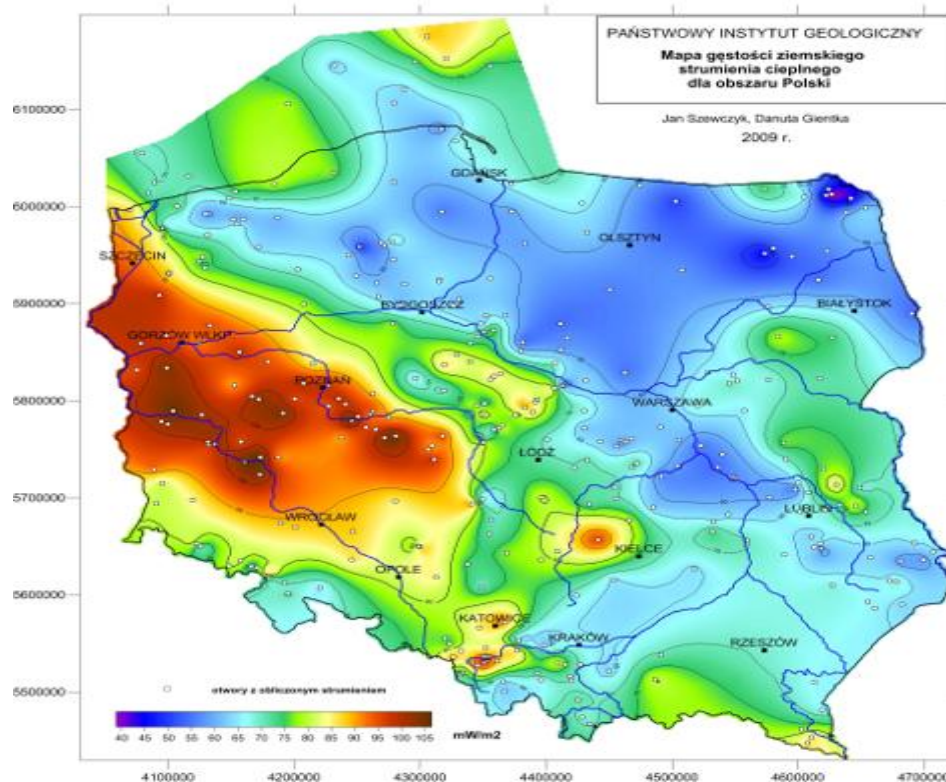 PAŃSTWOWY INSTYTUT GEOLOGICZNY
Mapa gęstości ziemskiego
strumienia cieplnego
dla obszaru Polski
Jan Szewczyk, Danuta Gientka
2009 r.
6100000
GDAŃSK
6000000
OLSZTYN
SZCZECIN
5900000
BYDGOSZCZ
BIAŁYSTOK
GORZÓW WLKP
POZNAŃ
5800000
WARSZAWA
ŁÓDŹ
5700000
LUBLIN
WROCŁAW
KIELCE
OPOLE
5600000
KATOWICE
KRAKÓW
RZESZÓW
5500000
otwory z obliczonym strumieniem
mW/m2
40 45 50 55 60 65 70 75 80 85 90 95 100 105
4100000 4200000 4300000 4400000 4500000 4600000